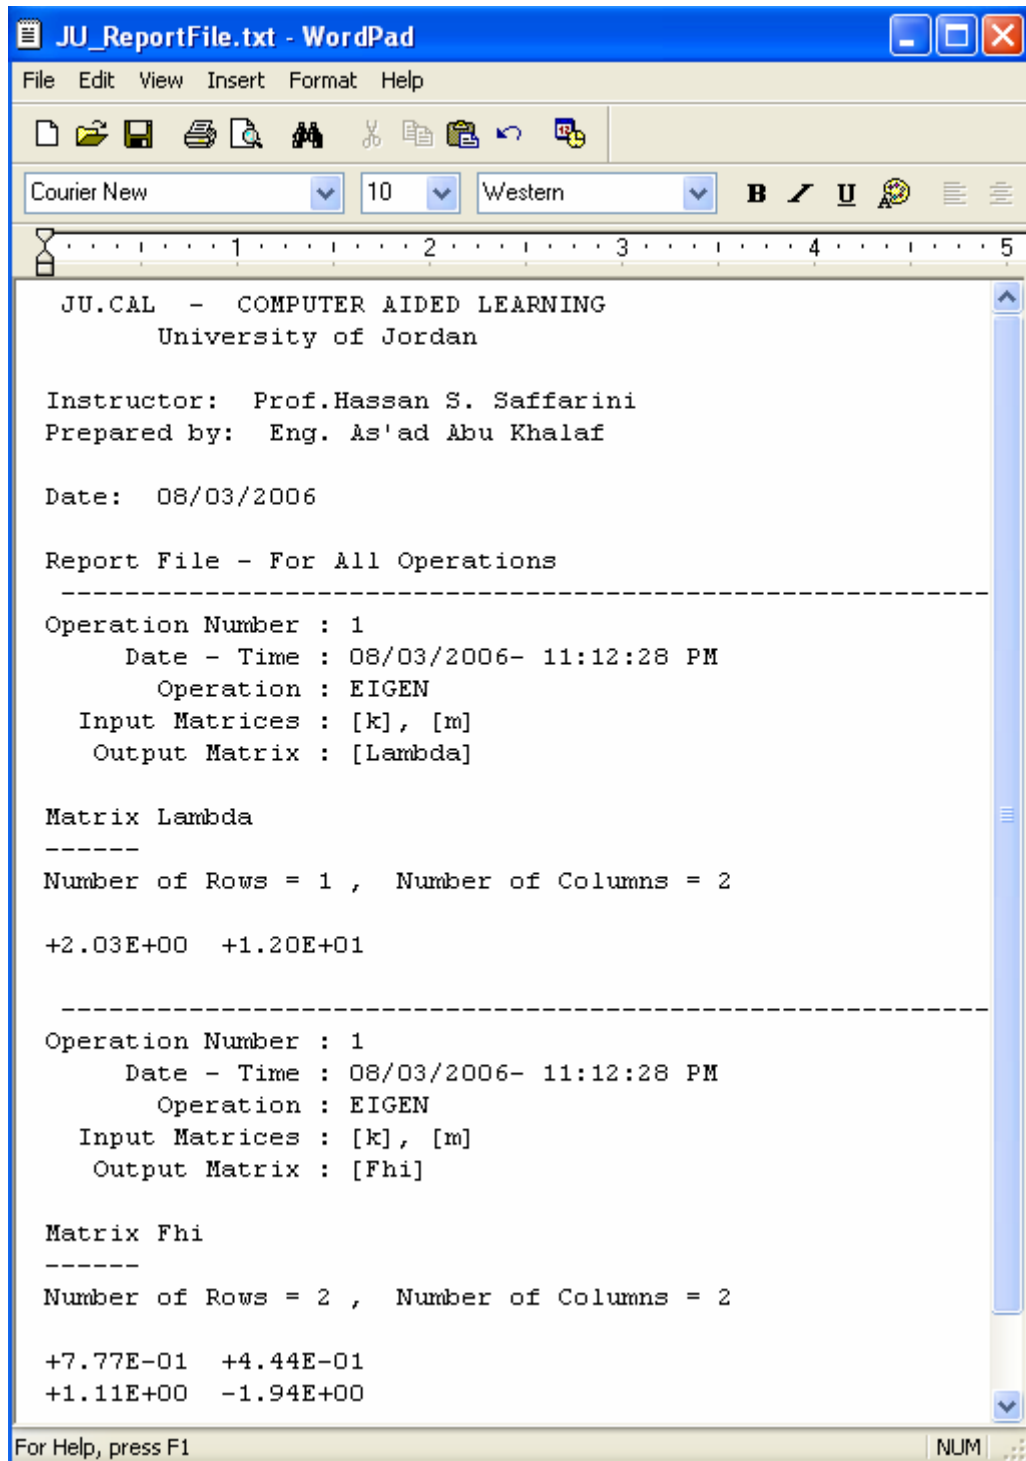 JU_ReportFile.txt - WordPad
File Edit View Insert Format Help
Courier New 10 Western B I U
1 2 3 4 5
JU.CAL - COMPUTER AIDED LEARNING
University of Jordan
Instructor: Prof.Hassan S. Saffarini
Prepared by: Eng. As'ad Abu Khalaf
Date: 08/03/2006
Report File - For All Operations
----------------------------------------------------------
Operation Number : 1
Date - Time : 08/03/2006- 11:12:28 PM
Operation : EIGEN
Input Matrices : [k], [m]
Output Matrix : [Lambda]
Matrix Lambda
------
Number of Rows = 1 , Number of Columns = 2
+2.03E+00 +1.20E+01
----------------------------------------------------------
Operation Number : 1
Date - Time : 08/03/2006- 11:12:28 PM
Operation : EIGEN
Input Matrices : [k], [m]
Output Matrix : [Fhi]
Matrix Fhi
------
Number of Rows = 2 , Number of Columns = 2
+7.77E-01 +4.44E-01
+1.11E+00 -1.94E+00
For Help, press F1 NUM